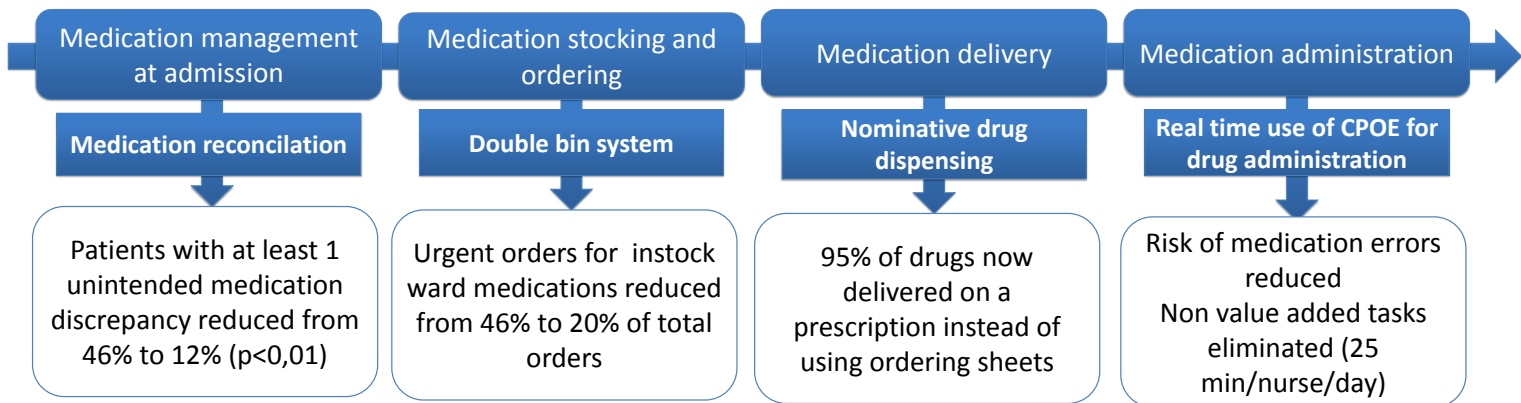 Medication management
at admission
Medication stocking and
ordering
Medication delivery
Medication administration
Medication reconcilation
Double bin system
Nominative drug
dispensing
Real time use of CPOE for
drug administration
Patients with at least 1
unintended medication
discrepancy reduced from
46% to 12% (p<0,01)
Urgent orders for instock
ward medications reduced
from 46% to 20% of total
orders
95% of drugs now
delivered on a
prescription instead of
using ordering sheets
Risk of medication errors
reduced
Non value added tasks
eliminated (25
min/nurse/day)